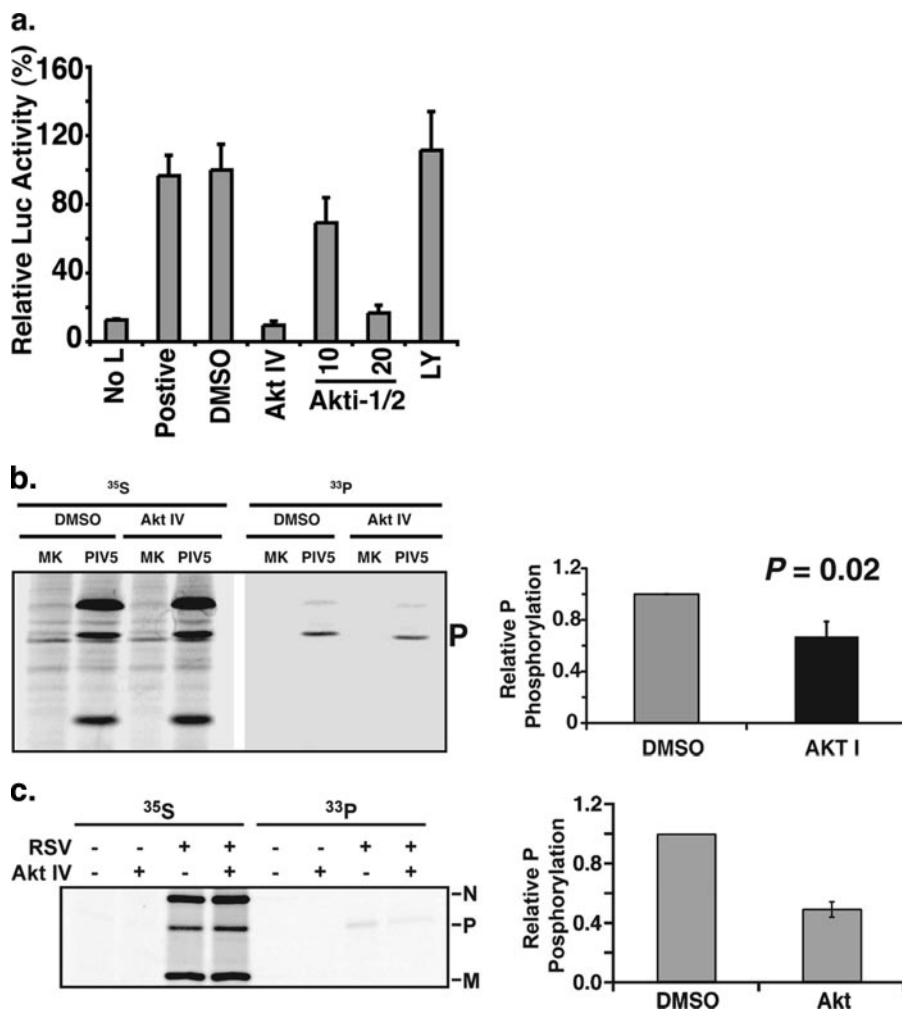 a.
Relative Luc Activity (%)
160
120
80
40
0
No L
Postive
DMSO
Akt IV
10
20
Akti-1/2
LY
b.
35S 33P
DMSO Akt IV DMSO Akt IV
MK PIV5 MK PIV5 MK PIV5 MK PIV5
P
Relative P
Phosphorylation
1.2
0.8
0.4
0
P = 0.02
DMSO AKT I
c.
35S 33P
RSV - - + + - - + +
Akt IV - + - + - + - +
-N
-P
-M
Relative P
Posphorylation
1.2
0.8
0.4
0.0
DMSO Akt